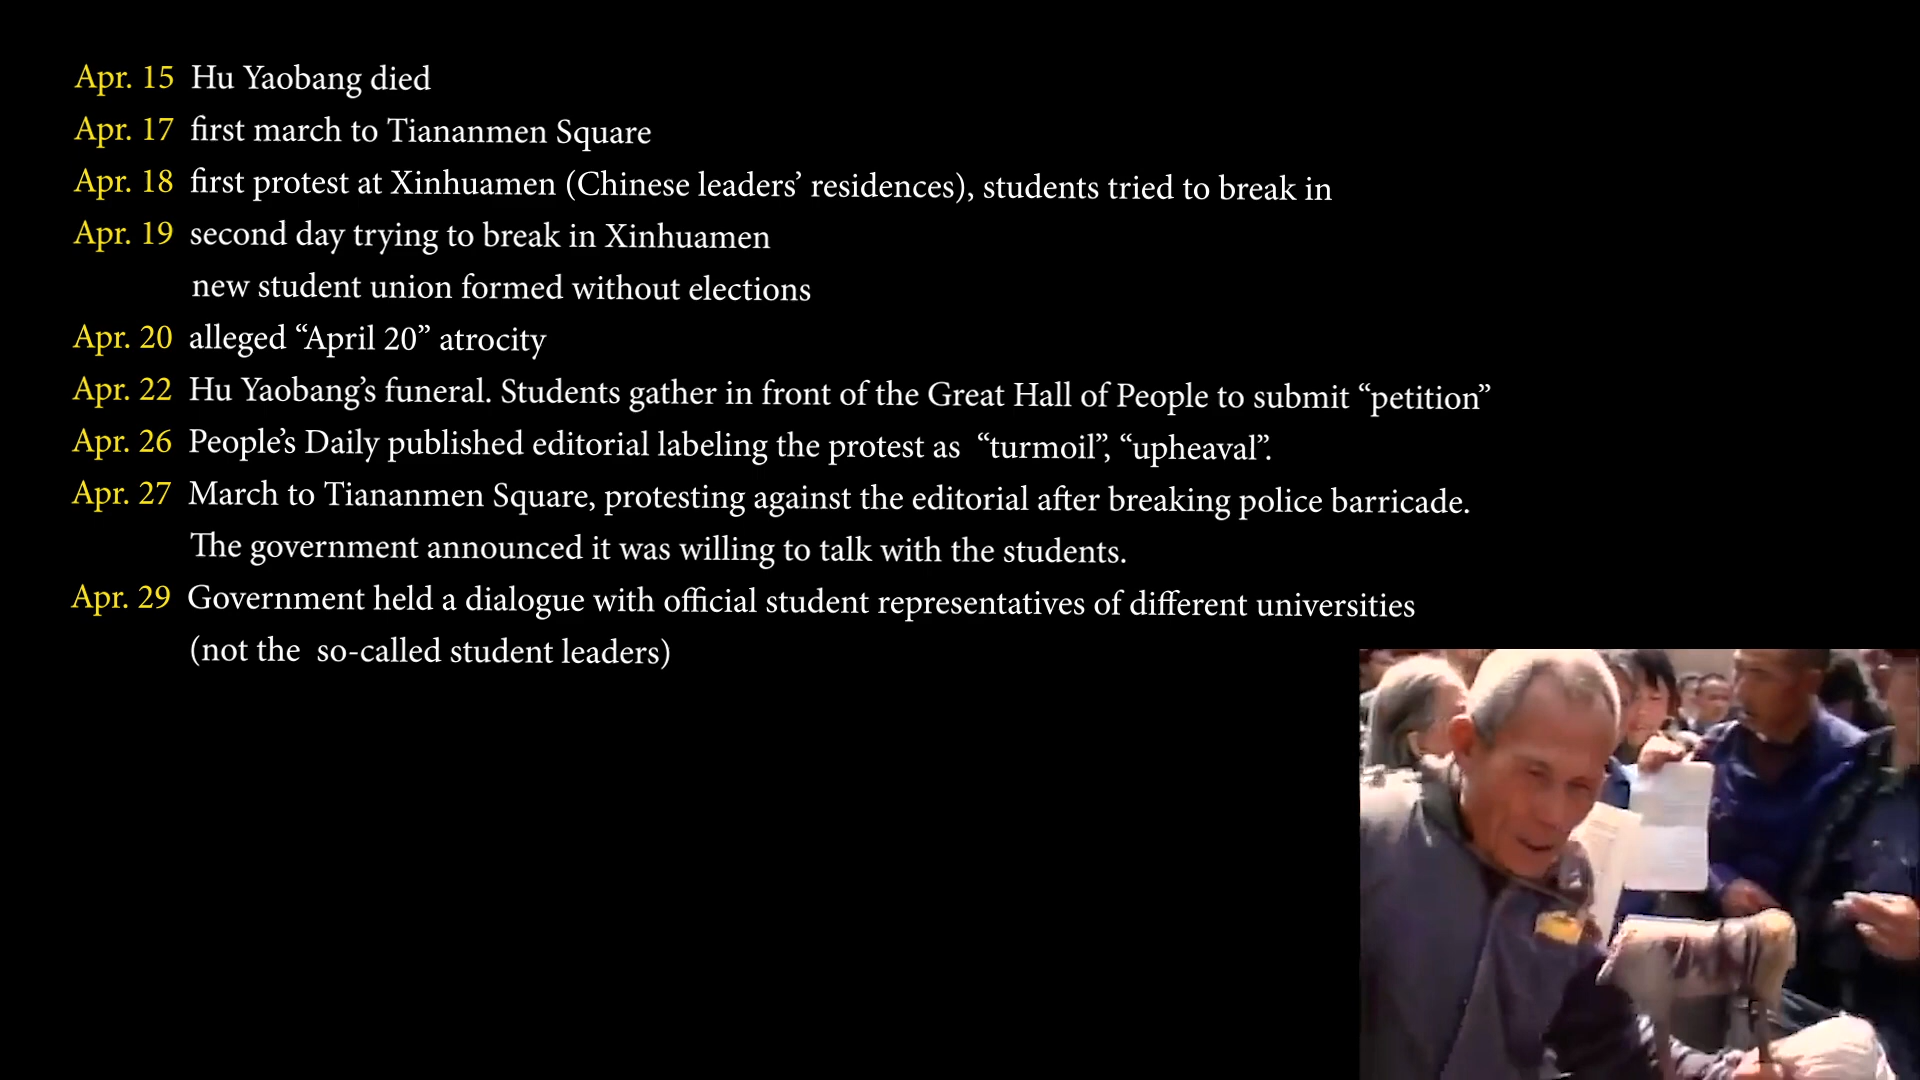 Apr. 15 Hu Yaobang died
Apr. 17 first march to Tiananmen Square
Apr. 18 first protest at Xinhuamen (Chinese leaders’ residences), students tried to break in
Apr. 19 second day trying to break in Xinhuamen
new student union formed without elections
Apr. 20 alleged “April 20” atrocity
Apr. 22 Hu Yaobang’s funeral. Students gather in front of the Great Hall of People to submit “petition”
Apr. 26 People’s Daily published editorial labeling the protest as “turmoil”, “upheaval”.
Apr. 27 March to Tiananmen Square, protesting against the editorial after breaking police barricade.
The government announced it was willing to talk with the students.
Apr. 29 Government held a dialogue with official student representatives of different universities
(not the so-called student leaders)